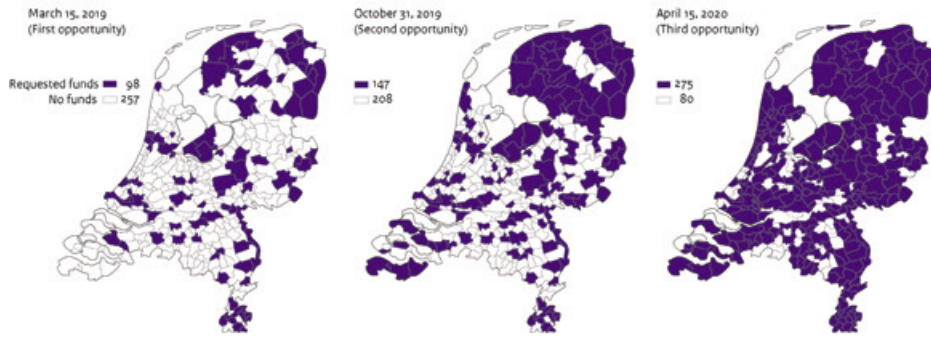 March 15, 2019
(First opportunity)
Requested funds 98
No funds 257
October 31, 2019
(Second opportunity)
147
208
April 15, 2020
(Third opportunity)
275
80